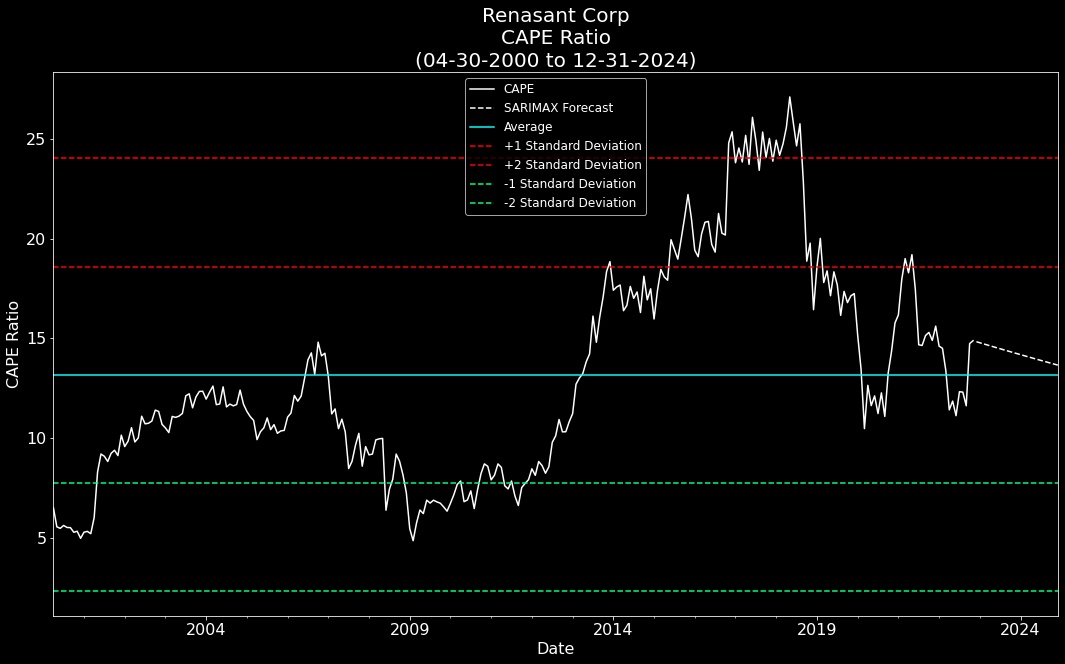 Renasant Corp
CAPE Ratio
(04-30-2000 to 12-31-2024)
CAPE
SARIMAX Forecast
Average
+1 Standard Deviation
+2 Standard Deviation
-1 Standard Deviation
-2 Standard Deviation
CAPE Ratio
25
20
15
10
5
2004
2009
2014
2019
2024
Date